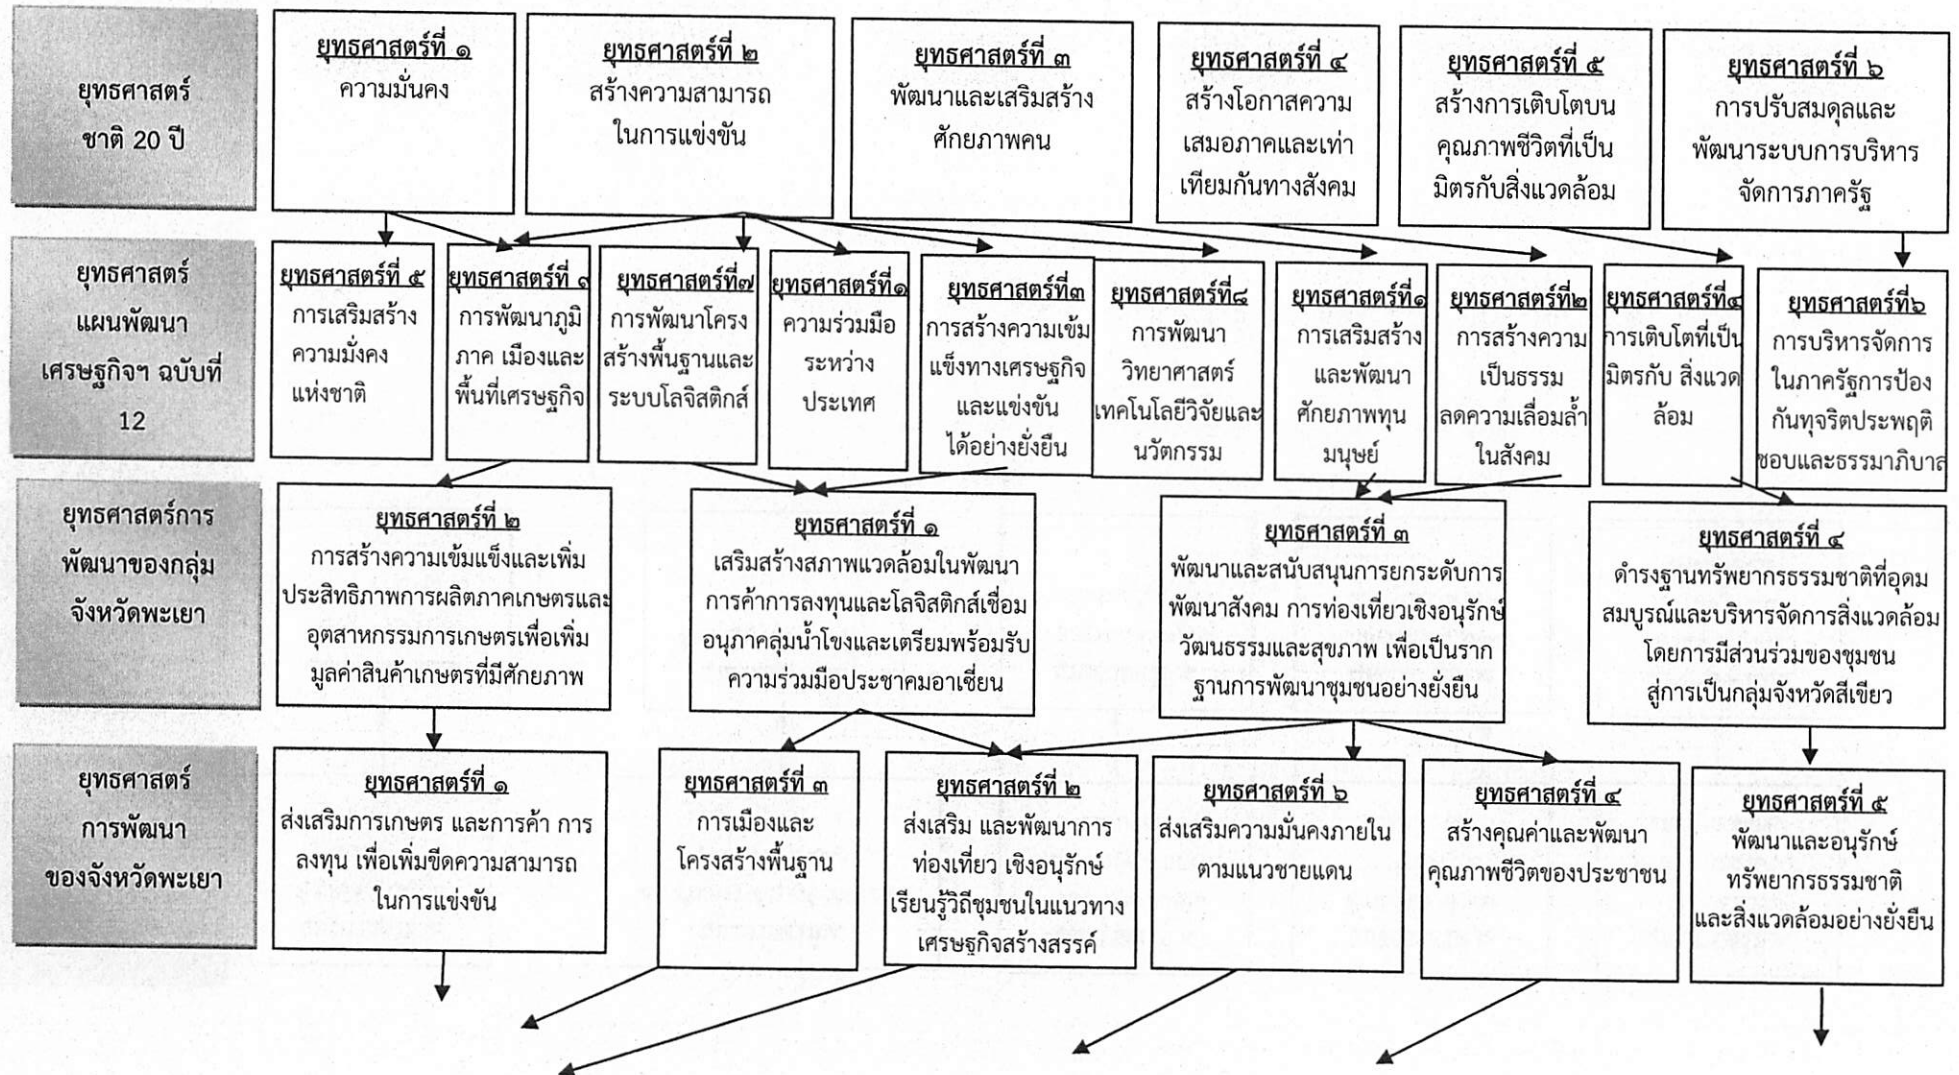 ยุทธศาสตร์
ชาติ 20 ปี
ยุทธศาสตร์ที่ ๑
ความมั่นคง
ยุทธศาสตร์ที่ ๒
สร้างความสามารถ
ในการแข่งขัน
ยุทธศาสตร์ที่ ๓
พัฒนาและเสริมสร้าง
ศักยภาพคน
ยุทธศาสตร์ที่ ๔
สร้างโอกาสความ
เสมอภาคและเท่า
เทียมกันทางสังคม
ยุทธศาสตร์ที่ ๕
สร้างการเติบโตบน
คุณภาพชีวิตที่เป็น
มิตรกับสิ่งแวดล้อม
ยุทธศาสตร์ที่ ๖
การปรับสมดุลและ
พัฒนาระบบการบริหาร
จัดการภาครัฐ
ยุทธศาสตร์
แผนพัฒนา
เศรษฐกิจฯ ฉบับที่
12
ยุทธศาสตร์ที่ ๕
การเสริมสร้าง
ความมั่งคง
แห่งชาติ
ยุทธศาสตร์ที่
การพัฒนาภูมิ
ภาค เมืองและ
พื้นที่เศรษฐกิจ
ยุทธศาสตร์ที่๗
การพัฒนาโครง
สร้างพื้นฐานและ
ระบบโลจิสติกส์
ยุทธศาสตร์ที่๑
ความร่วมมือ
ระหว่าง
ประเทศ
ยุทธศาสตร์ที่๓
การสร้างความเข้ม
แข็งทางเศรษฐกิจ
และแข่งขัน
ได้อย่างยั่งยืน
ยุทธศาสตร์ที่๘
การพัฒนา
วิทยาศาสตร์
เทคโนโลยีวิจัยและ
นวัตกรรม
ยุทธศาสตร์ที่๑
การเสริมสร้าง
และพัฒนา
ศักยภาพทุน
มนุษย์
ยุทธศาสตร์ที่๒
การสร้างความ
เป็นธรรม
ลดความเลื่อมล้ำ
ในสังคม
ยุทธศาสตร์ที่๔
การเติบโตที่เป็น
มิตรกับ สิ่งแวด
ล้อม
ยุทธศาสตร์ที่๖
การบริหารจัดการ
ในภาครัฐการป้อง
กันทุจริตประพฤติ
ชอบและธรรมาภิบาล
ยุทธศาสตร์การ
พัฒนาของกลุ่ม
จังหวัดพะเยา
ยุทธศาสตร์ที่ ๒
การสร้างความเข้มแข็งและเพิ่ม
ประสิทธิภาพการผลิตภาคเกษตรและ
อุตสาหกรรมการเกษตรเพื่อเพิ่ม
มูลค่าสินค้าเกษตรที่มีศักยภาพ
ยุทธศาสตร์ที่ ๑
เสริมสร้างสภาพแวดล้อมในพัฒนา
การค้าการลงทุนและโลจิสติกส์เชื่อม
อนุภาคลุ่มน้ำโขงและเตรียมพร้อมรับ
ความร่วมมือประชาคมอาเซี่ยน
ยุทธศาสตร์ที่ ๓
พัฒนาและสนับสนุนการยกระดับการ
พัฒนาสังคม การท่องเที่ยวเชิงอนุรักษ์
วัฒนธรรมและสุขภาพ เพื่อเป็นราก
ฐานการพัฒนาชุมชนอย่างยั่งยืน
ยุทธศาสตร์ที่ ๔
ดำรงฐานทรัพยากรธรรมชาติที่อุดม
สมบูรณ์และบริหารจัดการสิ่งแวดล้อม
โดยการมีส่วนร่วมของชุมชน
สู่การเป็นกลุ่มจังหวัดสีเขียว
ยุทธศาสตร์
การพัฒนา
ของจังหวัดพะเยา
ยุทธศาสตร์ที่ ๑
ส่งเสริมการเกษตร และการค้า การ
ลงทุน เพื่อเพิ่มขีดความสามารถ
ในการแข่งขัน
ยุทธศาสตร์ที่ ๓
การเมืองและ
โครงสร้างพื้นฐาน
ยุทธศาสตร์ที่ ๒
ส่งเสริม และพัฒนาการ
ท่องเที่ยว เชิงอนุรักษ์
เรียนรู้วิถีชุมชนในแนวทาง
เศรษฐกิจสร้างสรรค์
ยุทธศาสตร์ที่ ๖
ส่งเสริมความมั่นคงภายใน
ตามแนวชายแดน
ยุทธศาสตร์ที่ ๔
สร้างคุณค่าและพัฒนา
คุณภาพชีวิตของประชาชน
ยุทธศาสตร์ที่ ๕
พัฒนาและอนุรักษ์
ทรัพยากรธรรมชาติ
และสิ่งแวดล้อมอย่างยั่งยืน